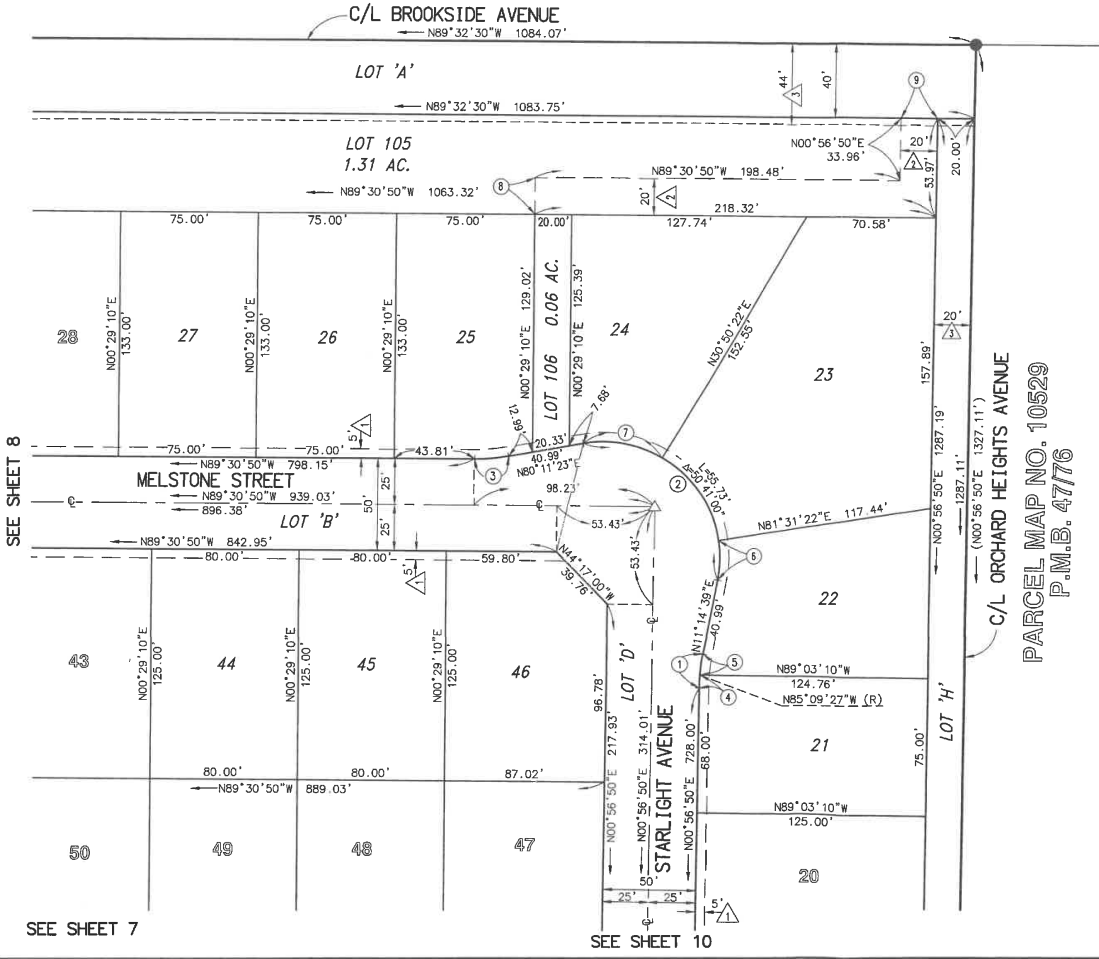 C/L BROOKSIDE AVENUE
N89°32'30"W 1084.07'
LOT 'A'
44'
3
40'
9
N89°32'30"W 1083.75'
LOT 105
1.31 AC.
N00°56'50"E
33.96'
20'
2
53.97'
20.00'
8
N89°30'50"W 198.48'
N89°30'50"W 1063.32'
20'
2
218.32'
75.00'
75.00'
75.00'
20.00'
127.74'
70.58'
28
N00°29'10"E
133.00'
27
N00°29'10"E
133.00'
26
N00°29'10"E
133.00'
25
N00°29'10"E 129.02'
LOT 106 0.06 AC.
N00°29'10"E 125.39'
24
N30°50'22"E
152.55'
23
157.89'
20'
3
N00°56'50"E 1287.19'
1287.11'
(N00°56'50"E 1327.11')
C/L ORCHARD HEIGHTS AVENUE
PARCEL MAP NO. 10529
P.M.B. 47/76
SEE SHEET 8
75.00'
75.00'
5'
1
43.81'
12.66'
20.33'
7.68'
7
40.99'
N80°11'23"E
3
N89°30'50"W 798.15'
MELSTONE STREET
N89°30'50"W 939.03'
896.38'
LOT 'B'
50'
25'
25'
98.23'
53.43'
53.43'
L=55.73'
Δ=50°41'00"
2
N81°31'22"E 117.44'
6
N89°30'50"W 842.95'
80.00'
80.00'
5'
1
59.80'
N44°17'00"W
39.76'
N11°14'39"E
40.99'
22
43
N00°29'10"E
125.00'
44
N00°29'10"E
125.00'
45
N00°29'10"E
125.00'
46
96.78'
LOT 'D'
1
5
4
N89°03'10"W
124.76'
N85°09'27"W (R)
LOT 'H'
21
75.00'
80.00'
80.00'
87.02'
N89°30'50"W 889.03'
N00°56'50"E 217.93'
N00°56'50"E 314.01'
STARLIGHT AVENUE
N00°56'50"E 728.00'
68.00'
N89°03'10"W
125.00'
50
49
48
47
20
50'
25'
25'
5'
1
SEE SHEET 7
SEE SHEET 10